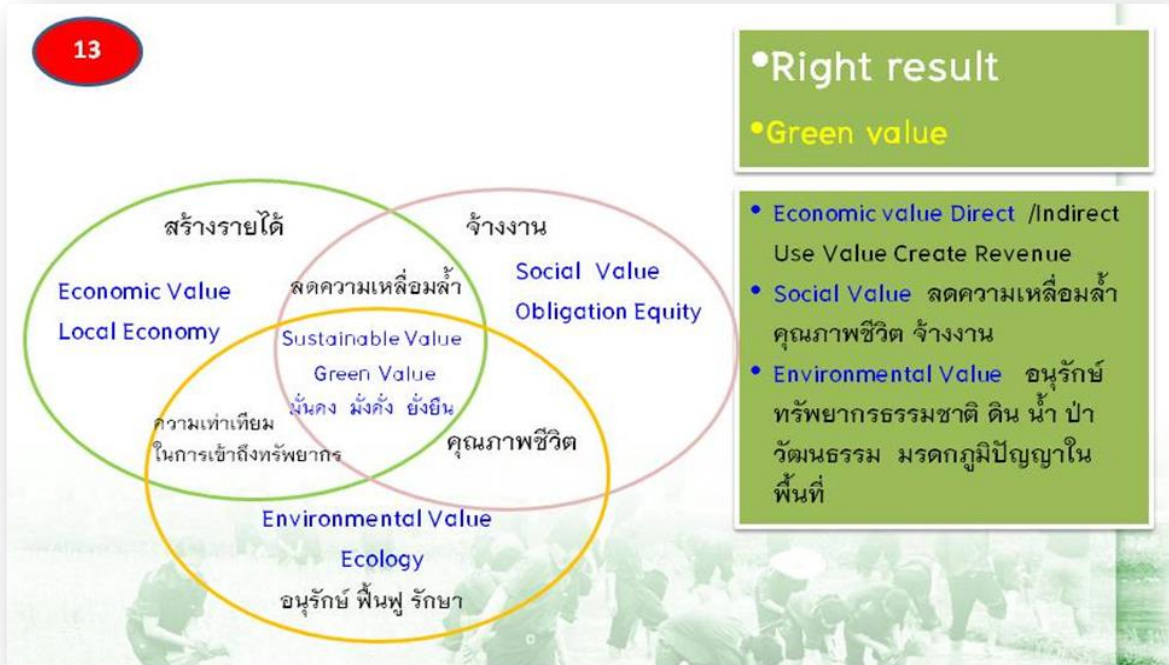 13
•Right result
•Green value
สร้างรายได้
จ้างงาน
Economic Value
Local Economy
ลดความเหลื่อมล้ำ
Social Value
Obligation Equity
Sustainable Value
Green Value
มั่นคง มั่งคั่ง ยั่งยืน
ความเท่าเทียม
ในการเข้าถึงทรัพยากร
คุณภาพชีวิต
Environmental Value
Ecology
อนุรักษ์ ฟื้นฟู รักษา
• Economic value Direct /Indirect
Use Value Create Revenue
• Social Value ลดความเหลื่อมล้ำ
คุณภาพชีวิต จ้างงาน
• Environmental Value อนุรักษ์
ทรัพยากรธรรมชาติ ดิน น้ำ ป่า
วัฒนธรรม มรดกภูมิปัญญาใน
พื้นที่